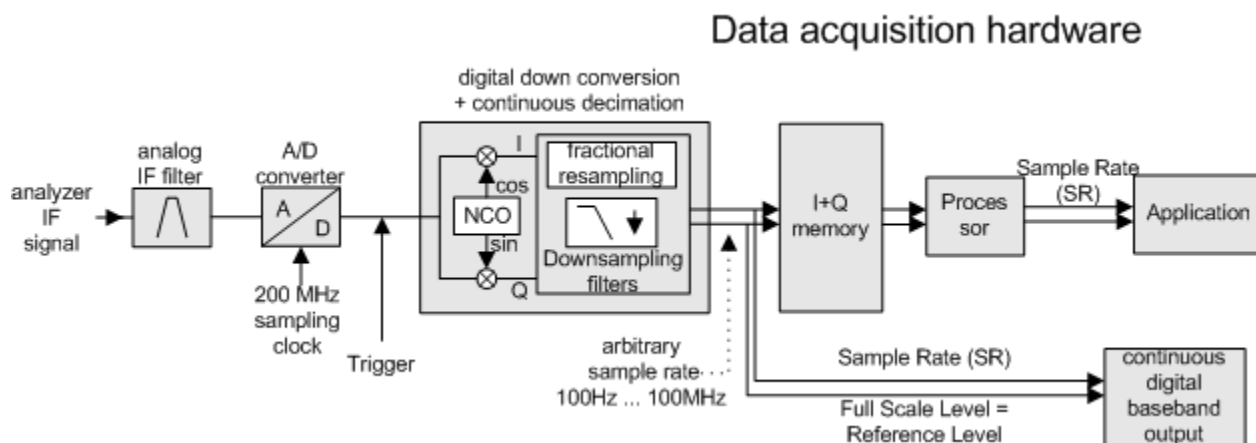 Data acquisition hardware
digital down conversion
+ continuous decimation
analog
IF filter
A/D
converter
analyzer
IF
signal
A
D
200 MHz
sampling
clock
Trigger
I
cos
NCO
sin
Q
fractional
resampling
Downsampling
filters
arbitrary
sample rate
100Hz ... 100MHz
I+Q
memory
Proces
sor
Sample Rate
(SR)
Application
Sample Rate (SR)
Full Scale Level =
Reference Level
continuous
digital
baseband
output